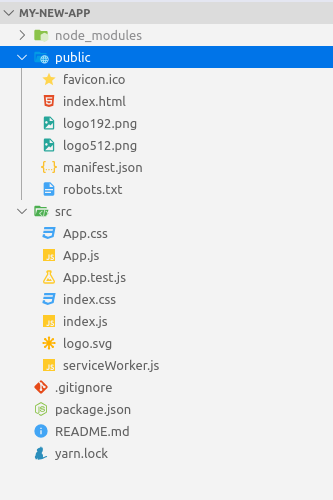 MY-NEW-APP
node_modules
public
favicon.ico
index.html
logo192.png
logo512.png
manifest.json
robots.txt
src
App.css
App.js
App.test.js
index.css
index.js
logo.svg
serviceWorker.js
.gitignore
package.json
README.md
yarn.lock